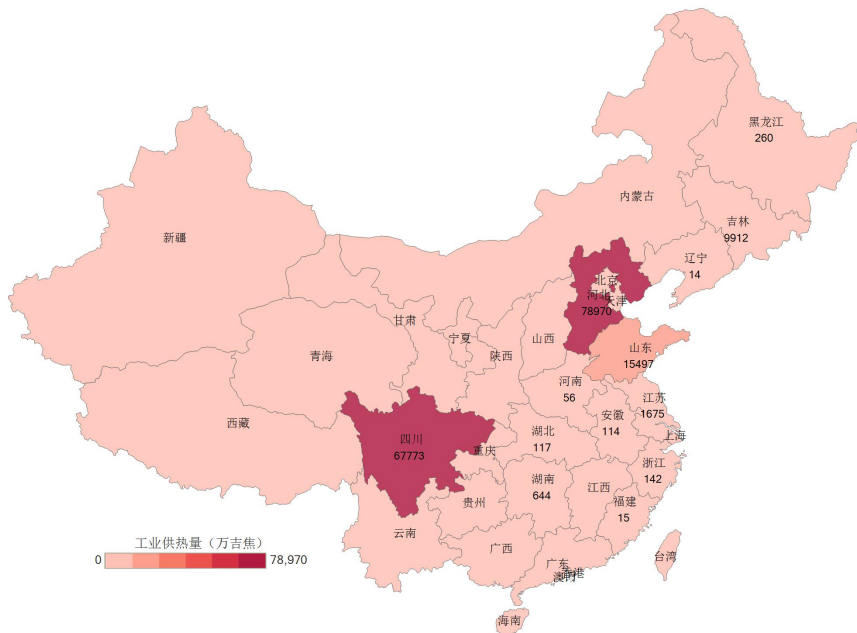 黑龙江
260
内蒙古
吉林
9912
新疆
辽宁
14
北京
河北
天津
78970
甘肃
宁夏
山西
山东
15497
青海
陕西
河南
56
江苏
1675
西藏
安徽
114
四川
67773
重庆
湖北
117
上海
浙江
142
湖南
644
江西
贵州
福建
15
云南
广西
广东
香港
澳门
台湾
海南
工业供热量（万吉焦）
0
78,970